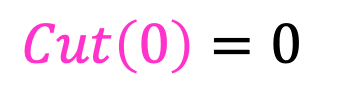 Cut(0) = 0